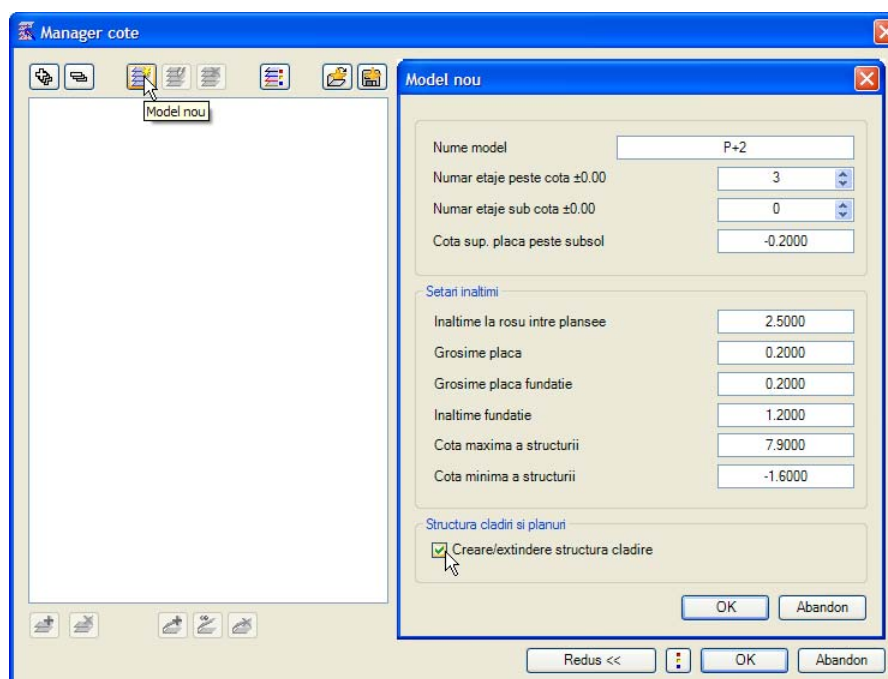 Manager cote
Model nou
Model nou
Nume model P+2
Numar etaje peste cota ±0.00 3
Numar etaje sub cota ±0.00 0
Cota sup. placa peste subsol -0.2000
Setari inaltimi
Inaltime la rosu intre plansee 2.5000
Grosime placa 0.2000
Grosime placa fundatie 0.2000
Inaltime fundatie 1.2000
Cota maxima a structurii 7.9000
Cota minima a structurii -1.6000
Structura cladiri si planuri
Creare/extindere structura cladire
OK Abandon
Redus << OK Abandon